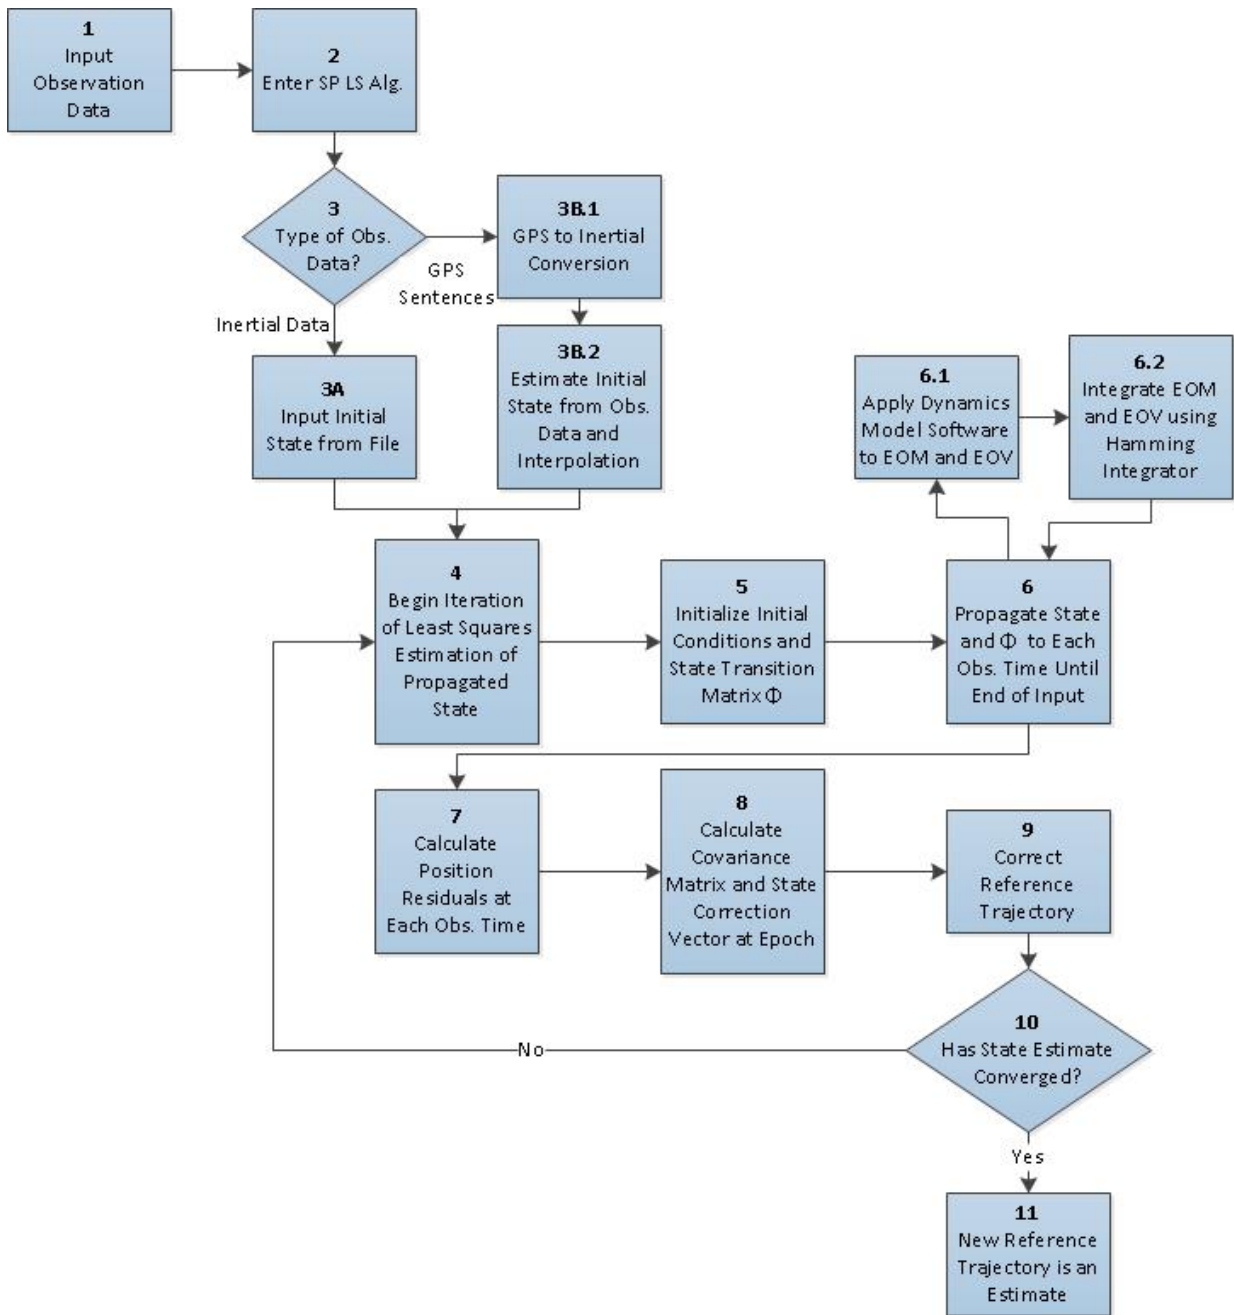 1
Input
Observation
Data
2
Enter SP LS Alg.
3
Type of Obs.
Data?
GPS
Sentences
Inertial Data
3B.1
GPS to Inertial
Conversion
3A
Input Initial
State from File
3B.2
Estimate Initial
State from Obs.
Data and
Interpolation
4
Begin Iteration
of Least Squares
Estimation of
Propagated
State
5
Initialize Initial
Conditions and
State Transition
Matrix Φ
6
Propagate State
and Φ to Each
Obs. Time Until
End of Input
6.1
Apply Dynamics
Model Software
to EOM and EOV
6.2
Integrate EOM
and EOV using
Hamming
Integrator
7
Calculate
Position
Residuals at
Each Obs. Time
8
Calculate
Covariance
Matrix and State
Correction
Vector at Epoch
9
Correct
Reference
Trajectory
10
Has State Estimate
Converged?
No
Yes
11
New Reference
Trajectory is an
Estimate